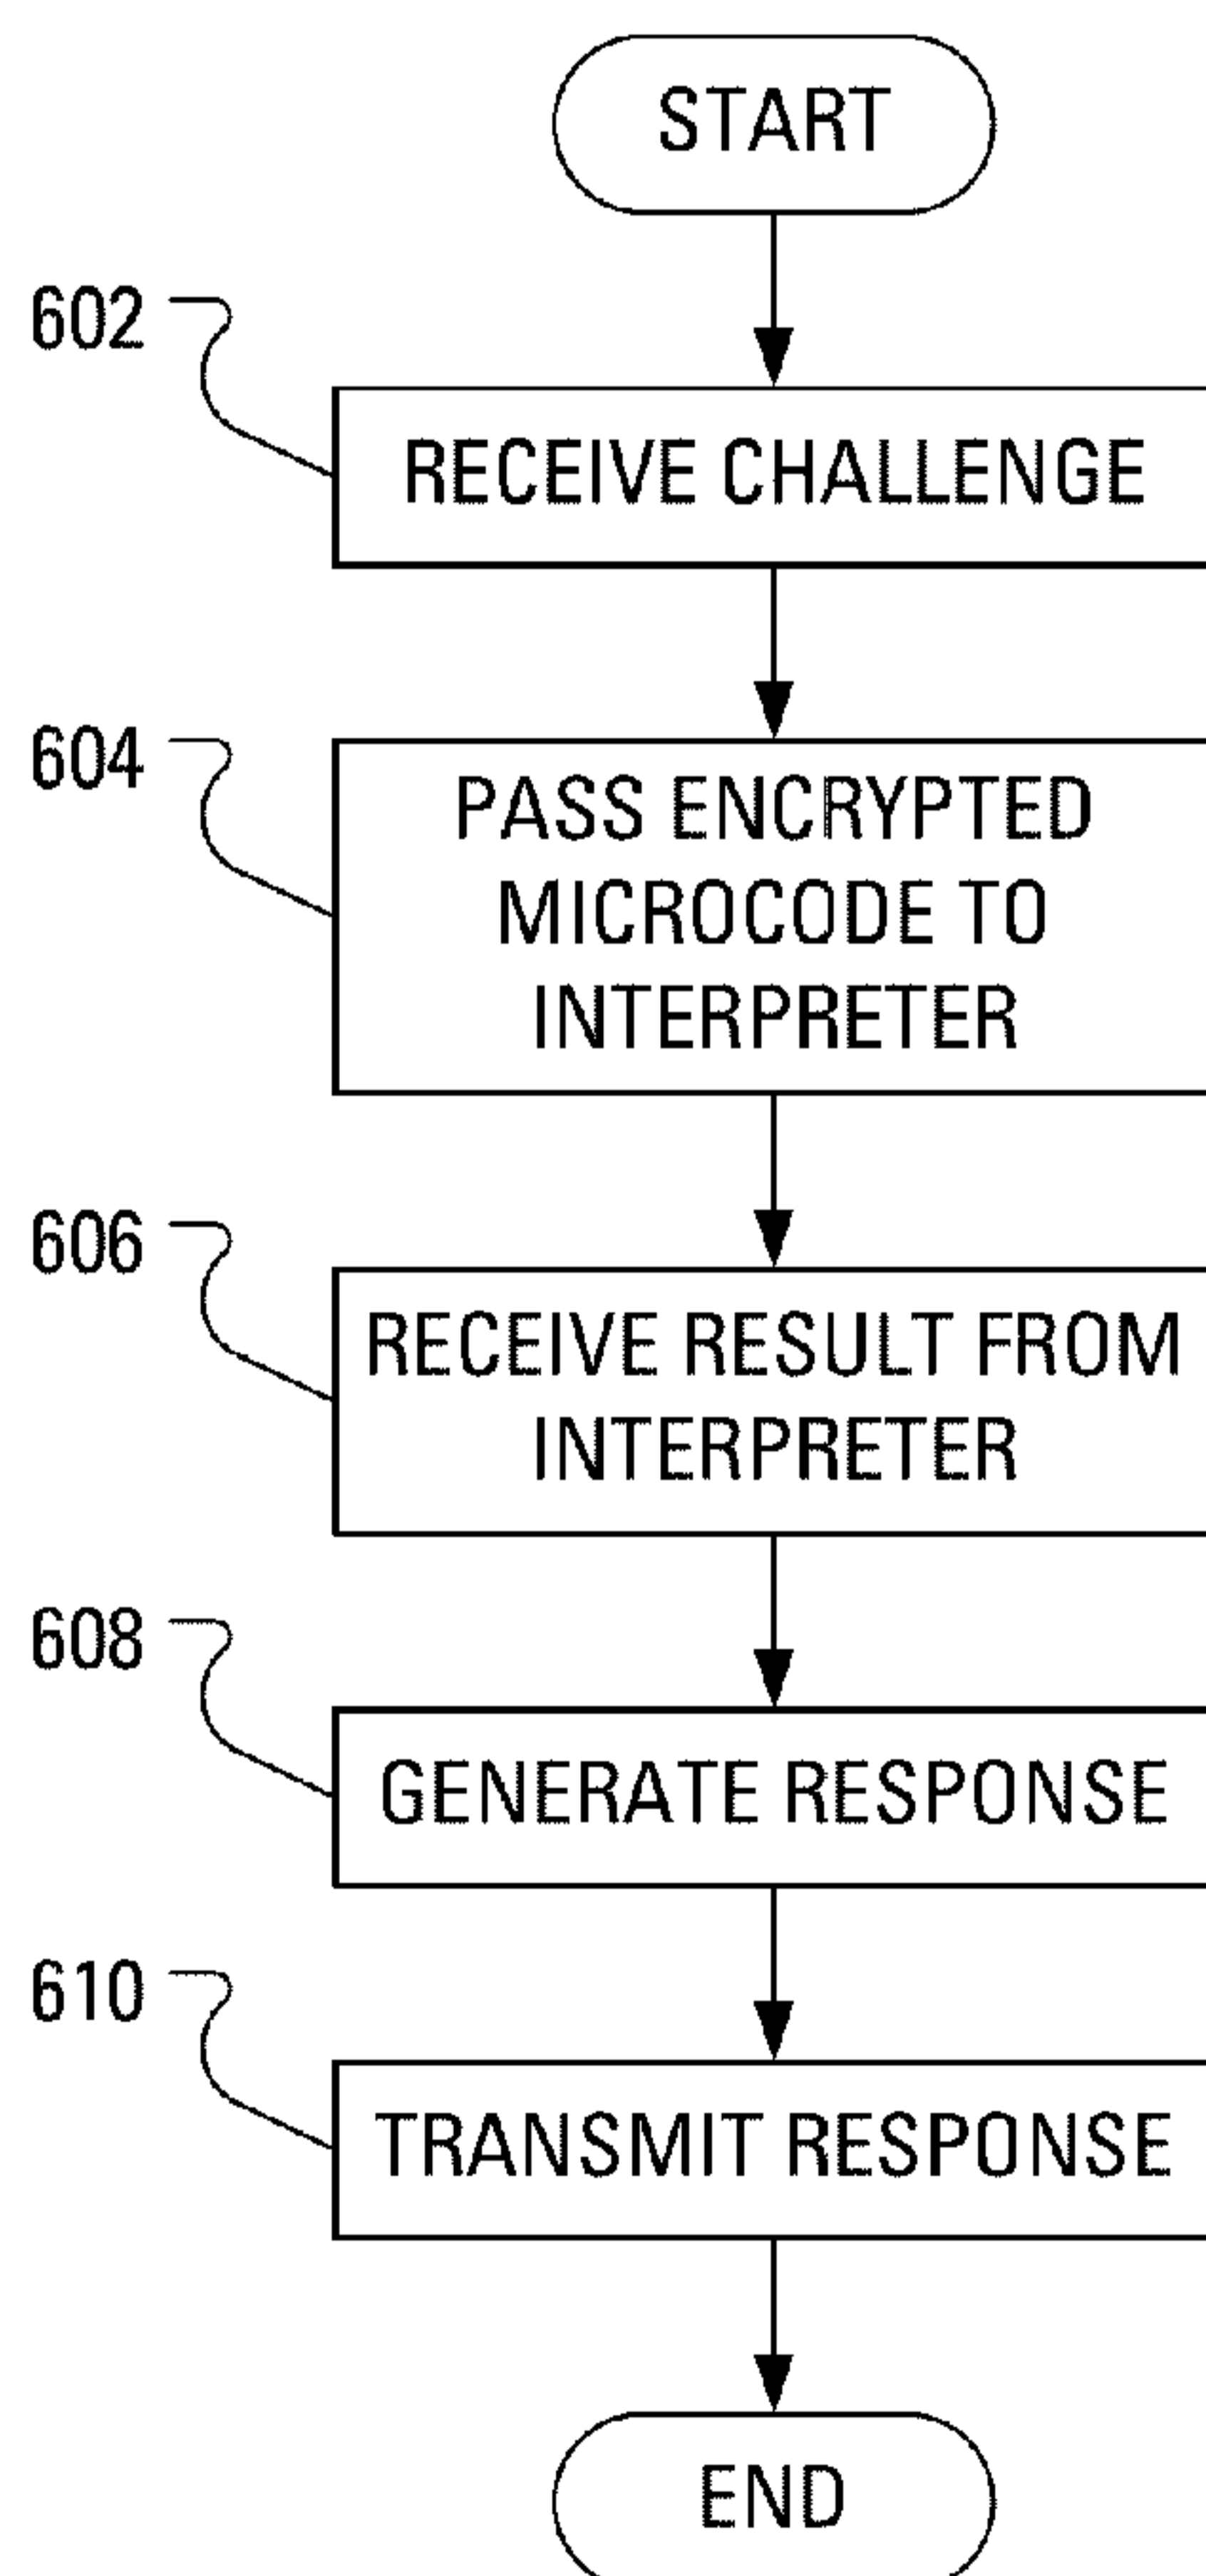 START
602
RECEIVE CHALLENGE
604
PASS ENCRYPTED
MICROCODE TO
INTERPRETER
606
RECEIVE RESULT FROM
INTERPRETER
608
GENERATE RESPONSE
610
TRANSMIT RESPONSE
END